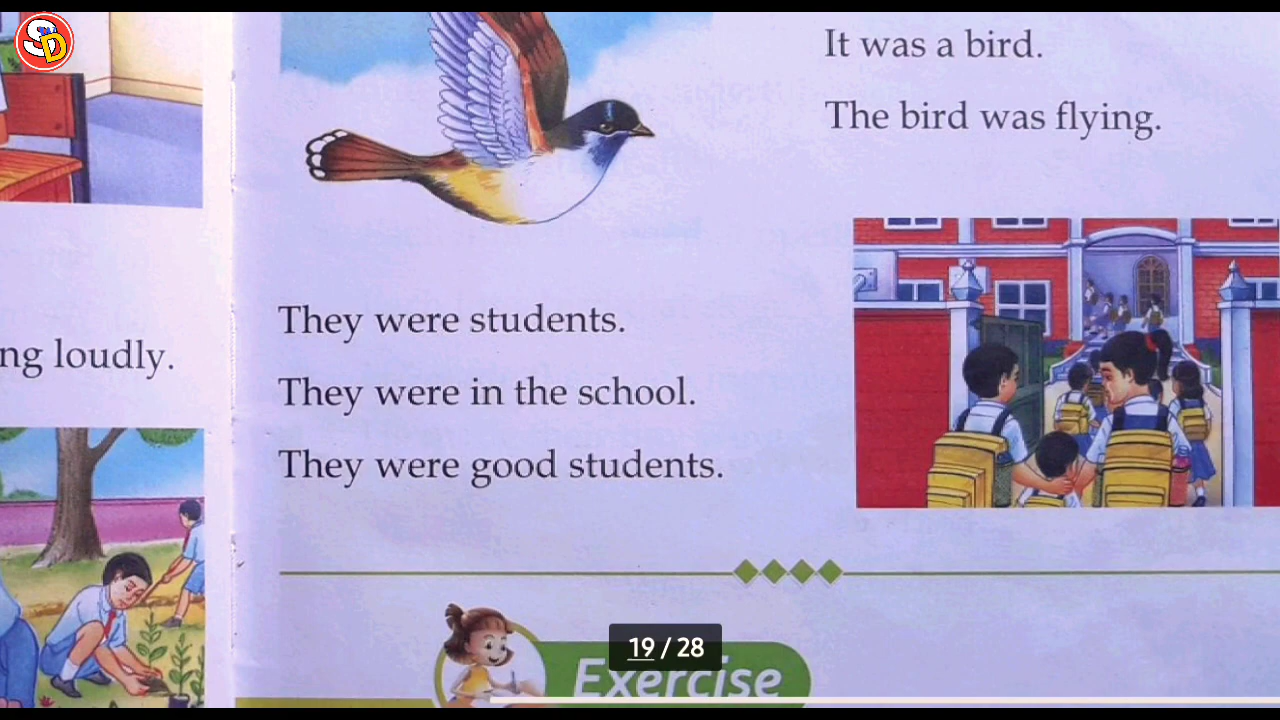 SD
It was a bird.
The bird was flying.
ng loudly.
They were students.
They were in the school.
They were good students.
19 / 28
Exercise